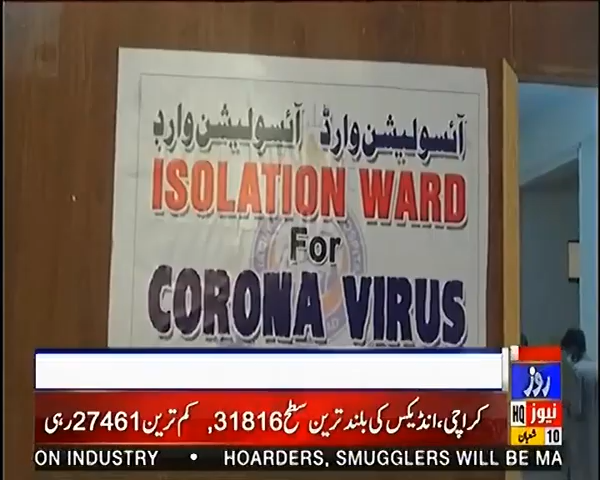 آئسولیشن وارڈ آئسولیشن وارڈ
ISOLATION WARD
For
CORONA VIRUS
روز
HQ نیوز
10 شعبان
کراچی، انڈیکس کی بلند ترین سطح 31816, کم ترین 27461 رہی
ON INDUSTRY • HOARDERS, SMUGGLERS WILL BE MA